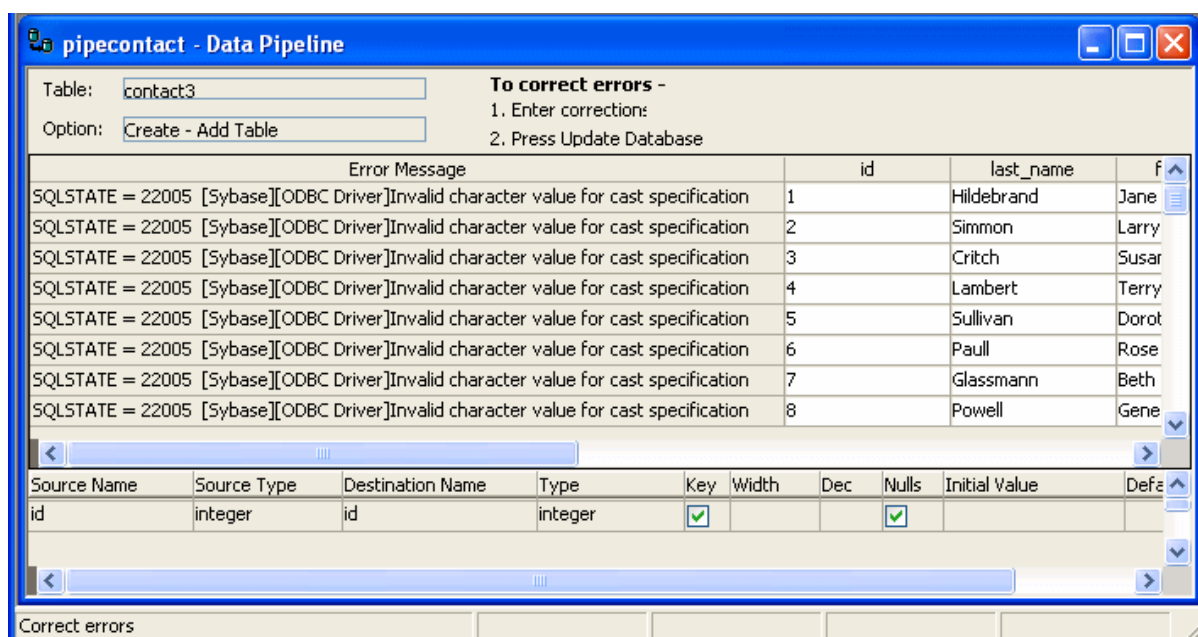 pipecontact - Data Pipeline
Table: contact3
To correct errors -
1. Enter corrections
Option: Create - Add Table
2. Press Update Database
Error Message id last_name f
SQLSTATE = 22005 [Sybase][ODBC Driver]Invalid character value for cast specification 1 Hildebrand Jane
SQLSTATE = 22005 [Sybase][ODBC Driver]Invalid character value for cast specification 2 Simmon Larry
SQLSTATE = 22005 [Sybase][ODBC Driver]Invalid character value for cast specification 3 Critch Susar
SQLSTATE = 22005 [Sybase][ODBC Driver]Invalid character value for cast specification 4 Lambert Terry
SQLSTATE = 22005 [Sybase][ODBC Driver]Invalid character value for cast specification 5 Sullivan Dorot
SQLSTATE = 22005 [Sybase][ODBC Driver]Invalid character value for cast specification 6 Paull Rose
SQLSTATE = 22005 [Sybase][ODBC Driver]Invalid character value for cast specification 7 Glassmann Beth
SQLSTATE = 22005 [Sybase][ODBC Driver]Invalid character value for cast specification 8 Powell Gene
Source Name Source Type Destination Name Type Key Width Dec Nulls Initial Value Defa
id integer id integer
Correct errors